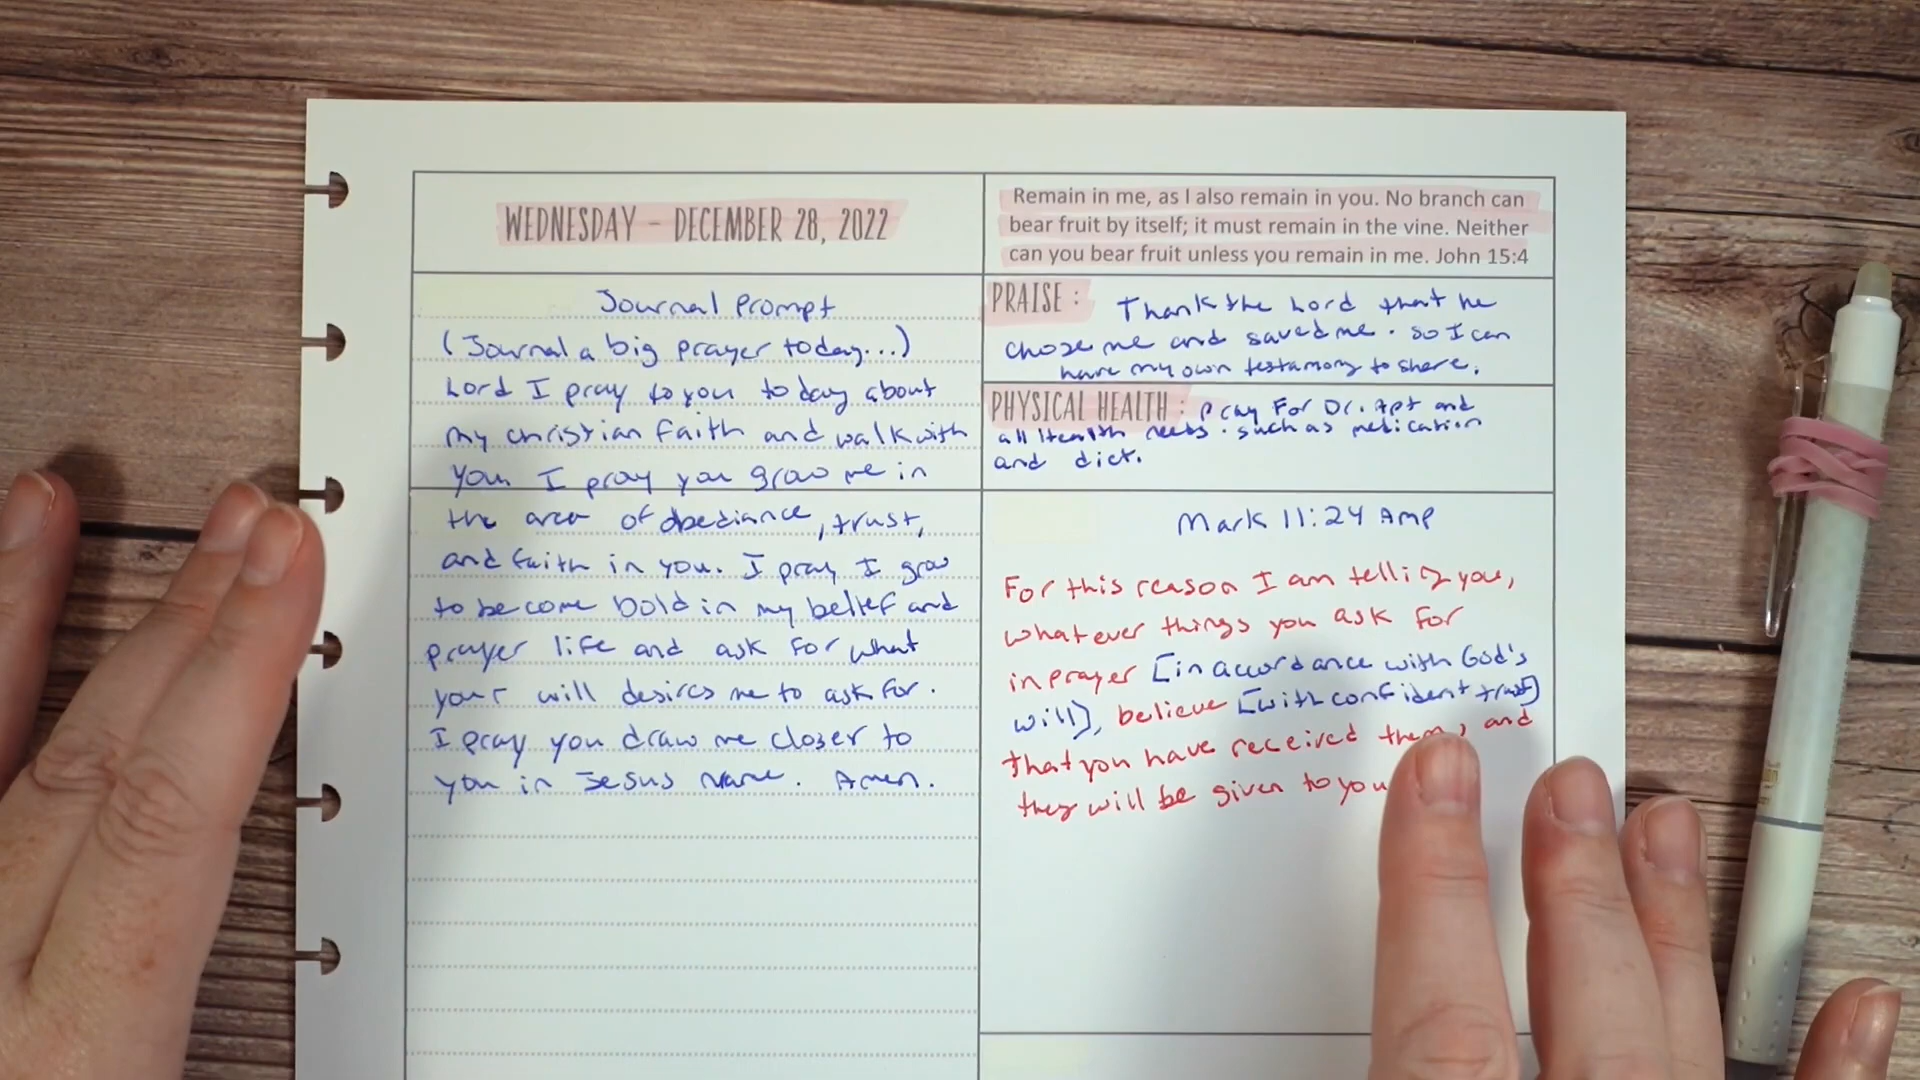 WEDNESDAY - DECEMBER 28, 2022
Journal Prompt
(Journal a big prayer today...)
Lord I pray to you today about
my christian faith and walk with
you. I pray you grow me in
the area of obediance, trust,
and faith in you. I pray I grow
to become bold in my belief and
prayer life and ask for what
your will desires me to ask for.
I pray you draw me closer to
you in Jesus name. Amen.
Remain in me, as I also remain in you. No branch can
bear fruit by itself; it must remain in the vine. Neither
can you bear fruit unless you remain in me. John 15:4
PRAISE : Thank the Lord that he
chose me and saved me. so I can
have my own testamony to share.
PHYSICAL HEALTH : Pray For Dr. Apt and
all Health needs. such as medication
and diet.
Mark 11:24 Amp
For this reason I am telling you,
whatever things you ask for
in prayer [in accordance with God's
will], believe [with confident trust]
that you have received them, and
they will be given to you